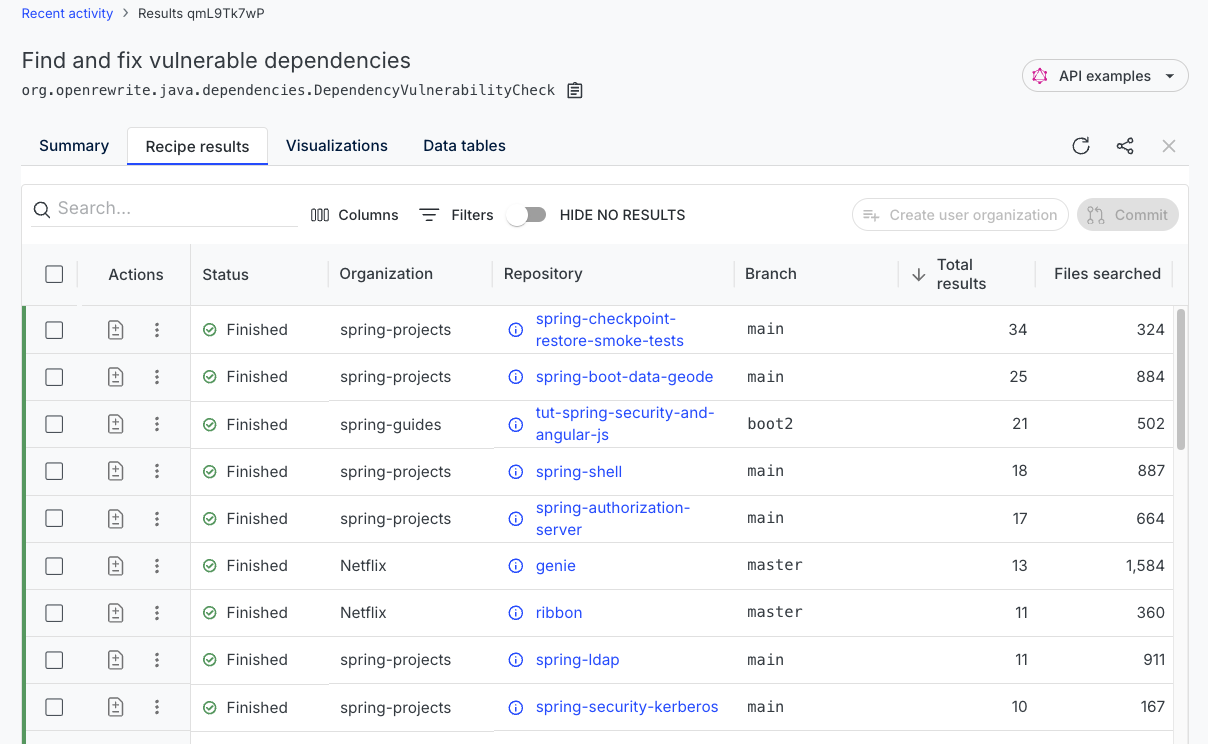 Recent activity > Results qmL9Tk7wP
Find and fix vulnerable dependencies
org.openrewrite.java.dependencies.DependencyVulnerabilityCheck
API examples
Summary Recipe results Visualizations Data tables
Search... Columns Filters HIDE NO RESULTS Create user organization Commit
Actions Status Organization Repository Branch Total
results Files searched
Finished spring-projects spring-checkpoint-
restore-smoke-tests main 34 324
Finished spring-projects spring-boot-data-geode main 25 884
Finished spring-guides tut-spring-security-and-
angular-js boot2 21 502
Finished spring-projects spring-shell main 18 887
Finished spring-projects spring-authorization-
server main 17 664
Finished Netflix genie master 13 1,584
Finished Netflix ribbon master 11 360
Finished spring-projects spring-ldap main 11 911
Finished spring-projects spring-security-kerberos main 10 167